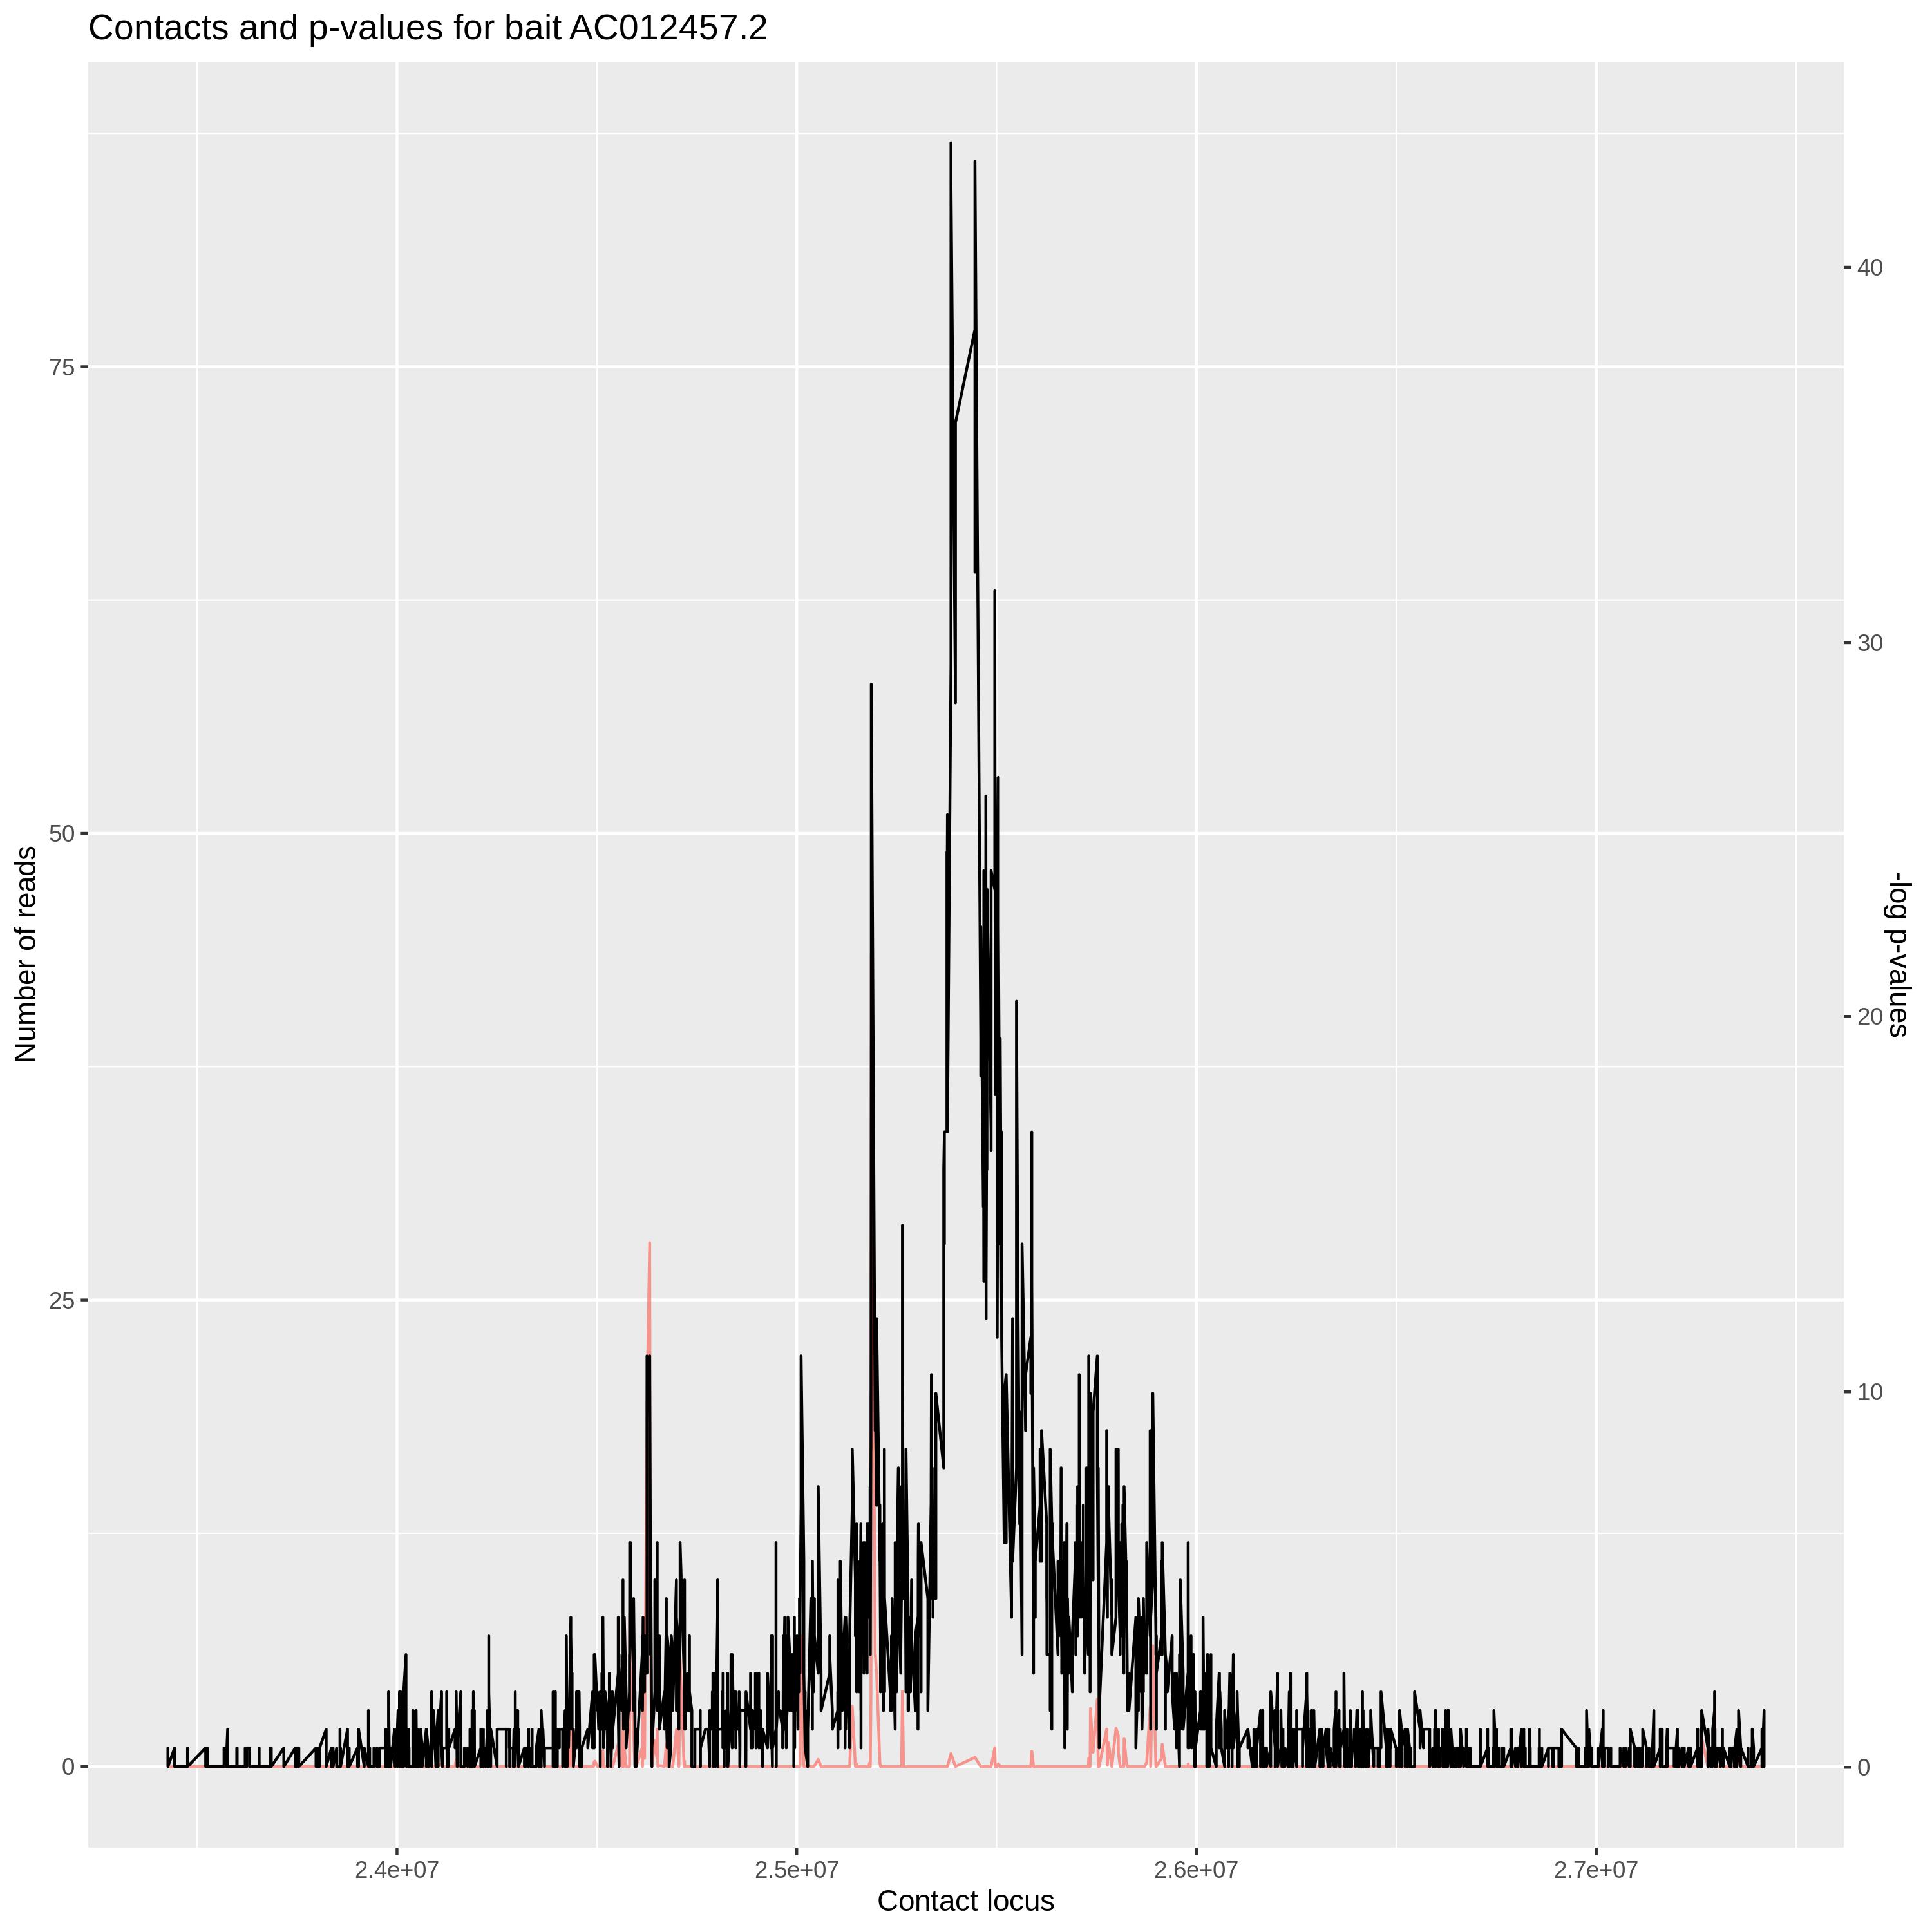 Contacts and p-values for bait AC012457.2
Number of reads
75
50
25
0
40
30
20
10
0
-log p-values
2.4e+07 2.5e+07 2.6e+07 2.7e+07
Contact locus